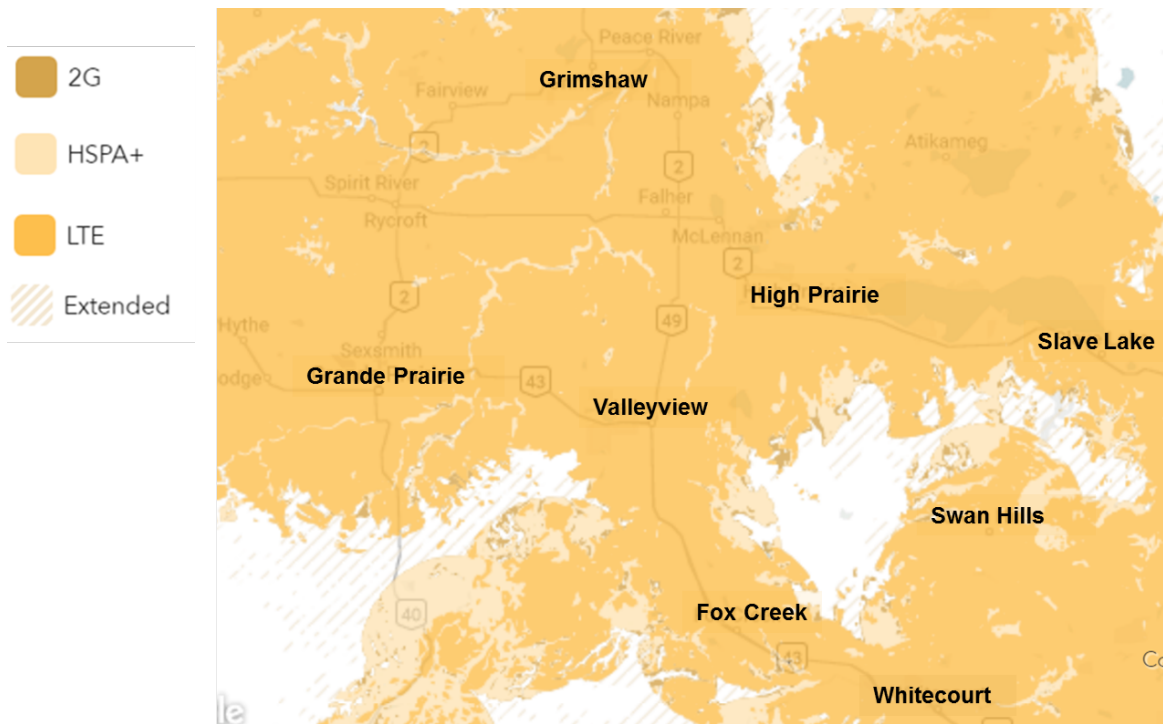 2G
HSPA+
LTE
Extended
Peace River
Grimshaw
Fairview
Nampa
2
2
Atikameg
Spirit River
Falher
Rycroft
McLennan
2
High Prairie
2
49
Hythe
Slave Lake
Sexsmith
Grande Prairie
43
Valleyview
Swan Hills
Fox Creek
40
43
Whitecourt